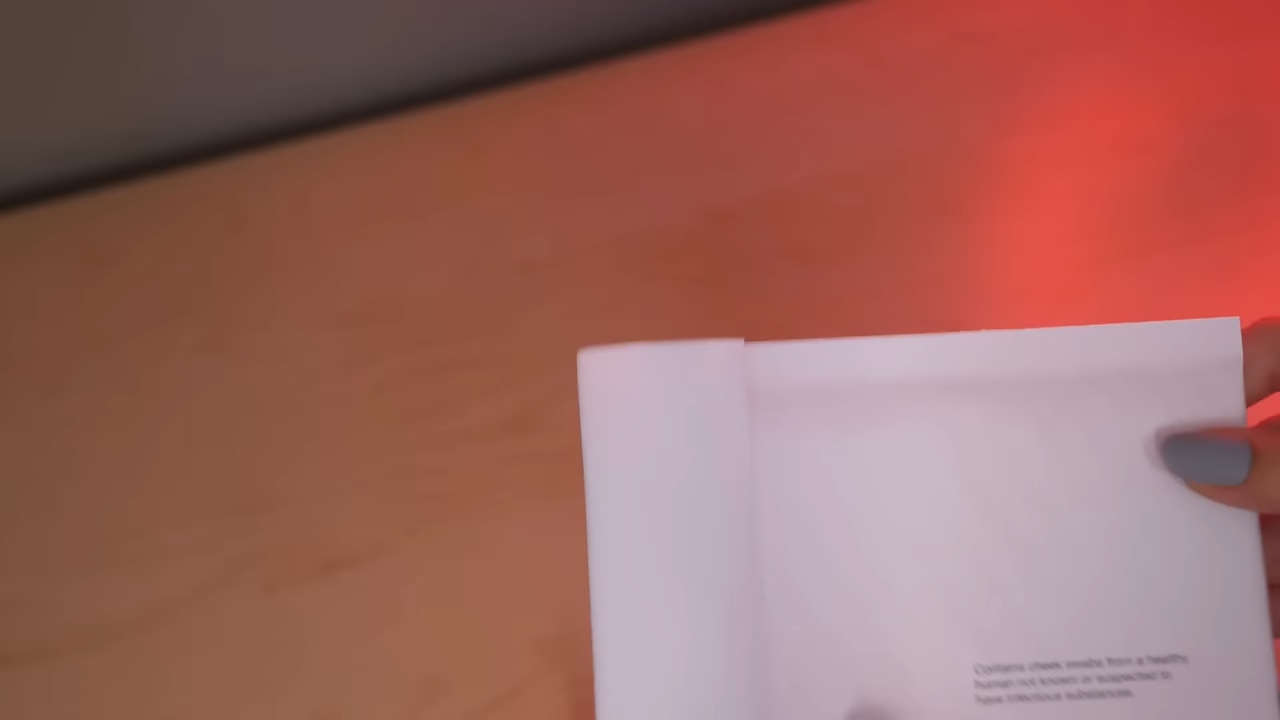 Contains cheek swabs from a healthy
human not known or suspected to
have infectious substances.